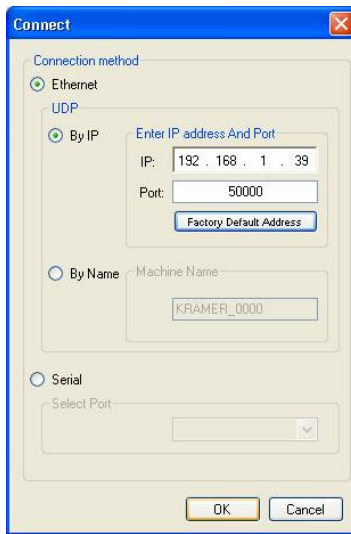 Connect
Connection method
Ethernet
UDP
By IP
Enter IP address And Port
IP: 192 . 168 . 1 . 39
Port: 50000
Factory Default Address
By Name
Machine Name
KRAMER_0000
Serial
Select Port
OK Cancel